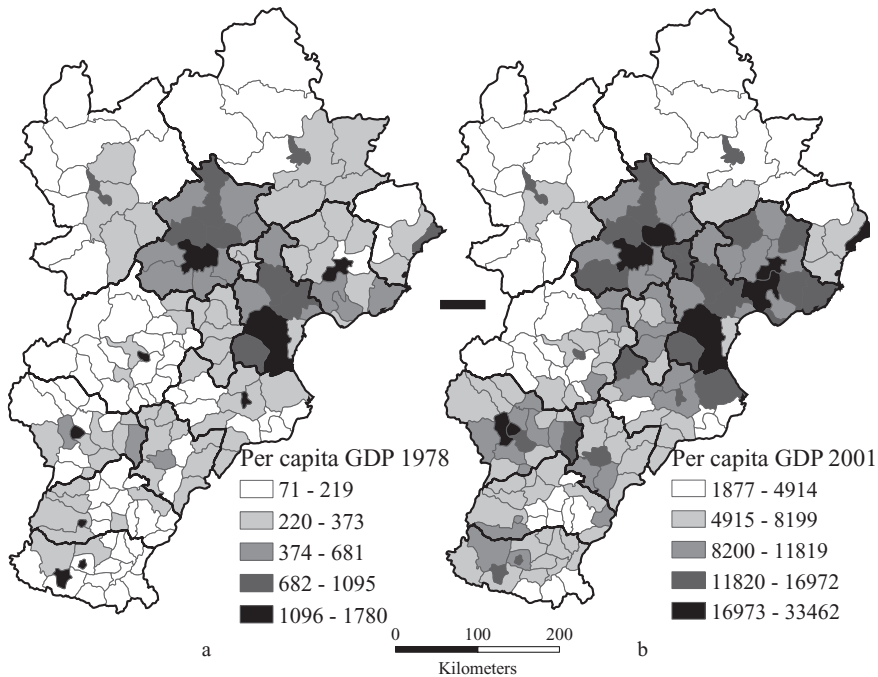 Per capita GDP 1978
71 - 219
220 - 373
374 - 681
682 - 1095
1096 - 1780
Per capita GDP 2001
1877 - 4914
4915 - 8199
8200 - 11819
11820 - 16972
16973 - 33462
a
0 100 200
Kilometers
b